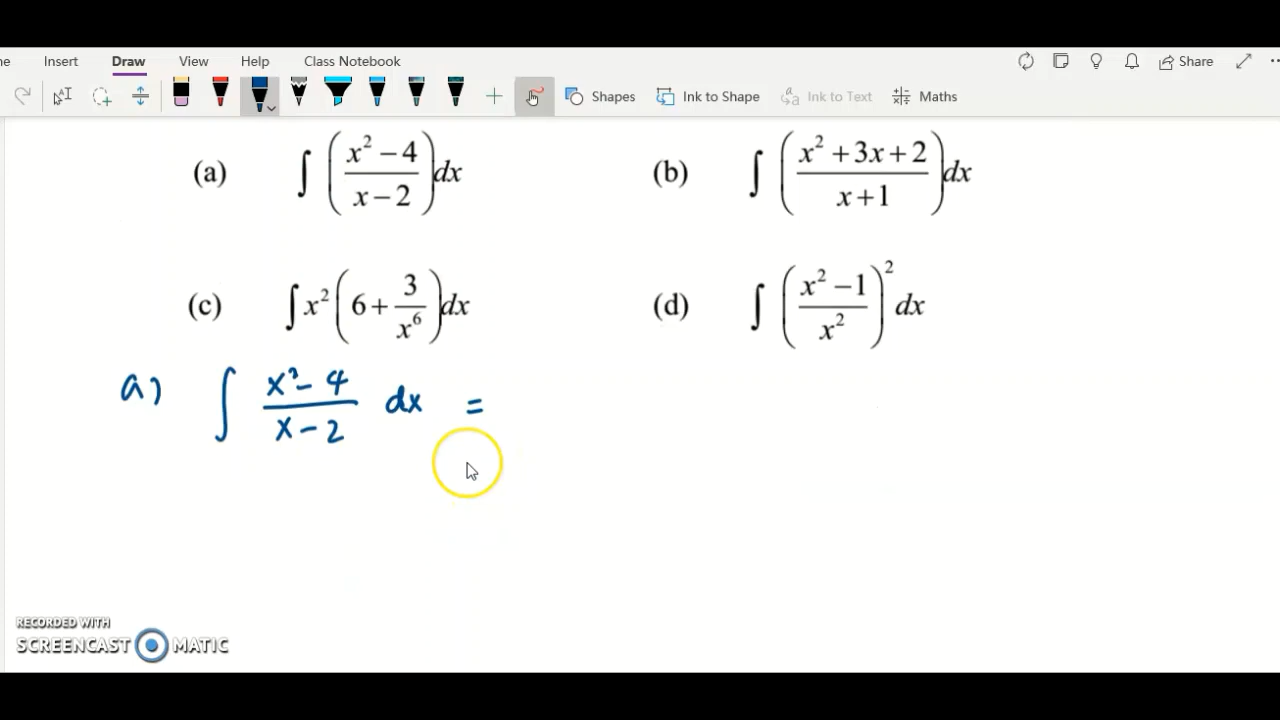 e Insert Draw View Help Class Notebook Share
Shapes Ink to Shape Ink to Text Maths
(a) ∫ ( (x² − 4)/(x − 2) ) dx (b) ∫ ( (x² + 3x + 2)/(x + 1) ) dx
(c) ∫ x² ( 6 + 3/x⁶ ) dx (d) ∫ ( (x² − 1)/x² )² dx
a) ∫ (x² − 4)/(x − 2) dx =
RECORDED WITH
SCREENCAST MATIC